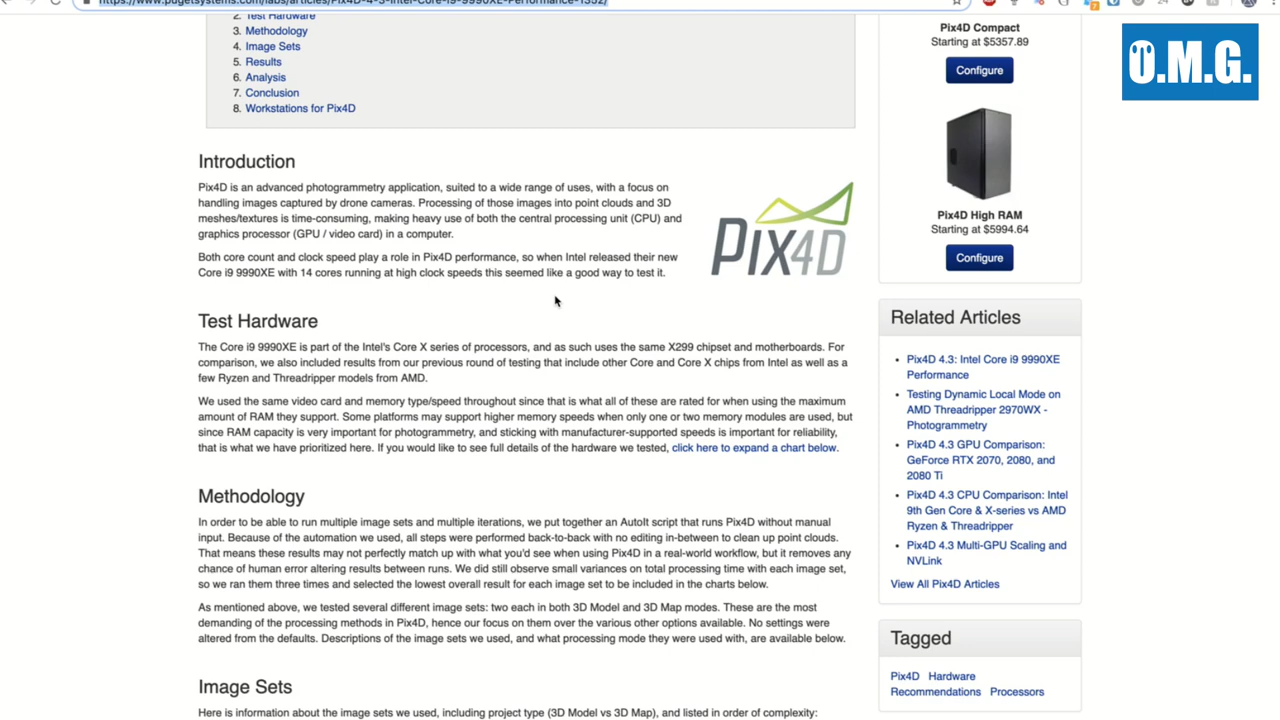 https://www.pugetsystems.com/labs/articles/Pix4D-4-3-Intel-Core-i9-9990XE-Performance-1352/
2. Test Hardware
3. Methodology
4. Image Sets
5. Results
6. Analysis
7. Conclusion
8. Workstations for Pix4D
Introduction
Pix4D is an advanced photogrammetry application, suited to a wide range of uses, with a focus on
handling images captured by drone cameras. Processing of those images into point clouds and 3D
meshes/textures is time-consuming, making heavy use of both the central processing unit (CPU) and
graphics processor (GPU / video card) in a computer.
Both core count and clock speed play a role in Pix4D performance, so when Intel released their new
Core i9 9990XE with 14 cores running at high clock speeds this seemed like a good way to test it.
PIX4D
Test Hardware
The Core i9 9990XE is part of the Intel's Core X series of processors, and as such uses the same X299 chipset and motherboards. For
comparison, we also included results from our previous round of testing that include other Core and Core X chips from Intel as well as a
few Ryzen and Threadripper models from AMD.
We used the same video card and memory type/speed throughout since that is what all of these are rated for when using the maximum
amount of RAM they support. Some platforms may support higher memory speeds when only one or two memory modules are used, but
since RAM capacity is very important for photogrammetry, and sticking with manufacturer-supported speeds is important for reliability,
that is what we have prioritized here. If you would like to see full details of the hardware we tested, click here to expand a chart below.
Methodology
In order to be able to run multiple image sets and multiple iterations, we put together an AutoIt script that runs Pix4D without manual
input. Because of the automation we used, all steps were performed back-to-back with no editing in-between to clean up point clouds.
That means these results may not perfectly match up with what you'd see when using Pix4D in a real-world workflow, but it removes any
chance of human error altering results between runs. We did still observe small variances on total processing time with each image set,
so we ran them three times and selected the lowest overall result for each image set to be included in the charts below.
As mentioned above, we tested several different image sets: two each in both 3D Model and 3D Map modes. These are the most
demanding of the processing methods in Pix4D, hence our focus on them over the various other options available. No settings were
altered from the defaults. Descriptions of the image sets we used, and what processing mode they were used with, are available below.
Image Sets
Here is information about the image sets we used, including project type (3D Model vs 3D Map), and listed in order of complexity:
Pix4D Compact
Starting at $5357.89
Configure
Pix4D High RAM
Starting at $5994.64
Configure
Related Articles
Pix4D 4.3: Intel Core i9 9990XE
Performance
Testing Dynamic Local Mode on
AMD Threadripper 2970WX -
Photogrammetry
Pix4D 4.3 GPU Comparison:
GeForce RTX 2070, 2080, and
2080 Ti
Pix4D 4.3 CPU Comparison: Intel
9th Gen Core & X-series vs AMD
Ryzen & Threadripper
Pix4D 4.3 Multi-GPU Scaling and
NVLink
View All Pix4D Articles
Tagged
Pix4D Hardware
Recommendations Processors
O.M.G.